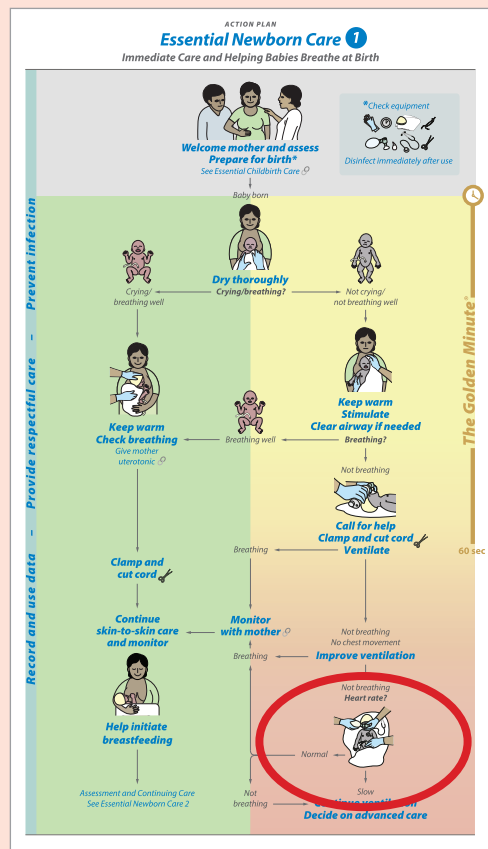 ACTION PLAN
Essential Newborn Care 1
Immediate Care and Helping Babies Breathe at Birth
Welcome mother and assess
Prepare for birth*
See Essential Childbirth Care
*Check equipment
Disinfect immediately after use
Baby born
Dry thoroughly
Crying/breathing?
Crying/
breathing well
Not crying/
not breathing well
Keep warm
Check breathing
Give mother
uterotonic
Breathing well
Keep warm
Stimulate
Clear airway if needed
Breathing?
Not breathing
Call for help
Clamp and cut cord
Ventilate
Breathing
Clamp and
cut cord
Continue
skin-to-skin care
and monitor
Monitor
with mother
Not breathing
No chest movement
Breathing
Improve ventilation
Not breathing
Heart rate?
Help initiate
breastfeeding
Normal
Slow
Assessment and Continuing Care
See Essential Newborn Care 2
Not
breathing
Continue ventilation
Decide on advanced care
Record and use data – Provide respectful care – Prevent infection
The Golden Minute®
60 sec